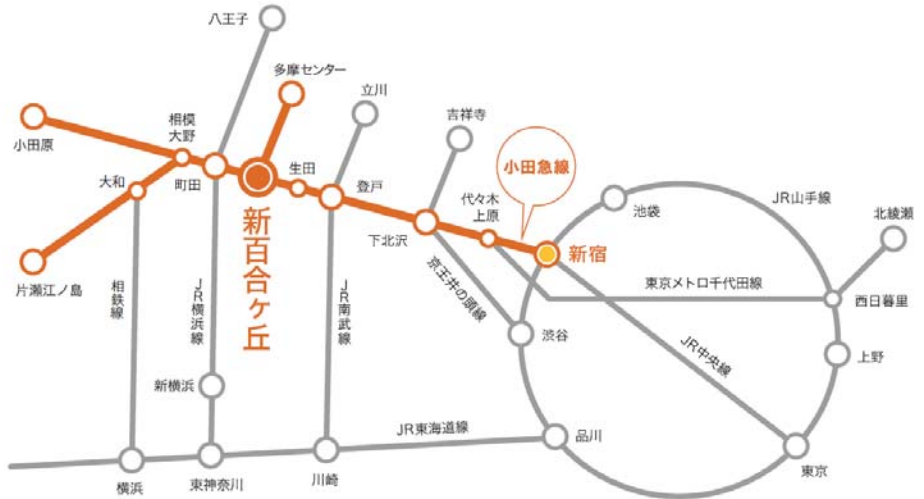 八王子
多摩センター
立川
吉祥寺
小田急線
池袋
JR山手線
北綾瀬
小田原
相模
大野
町田
生田
登戸
大和
新百合ヶ丘
下北沢
代々木
上原
新宿
片瀬江ノ島
相鉄線
JR横浜線
JR南武線
京王井の頭線
東京メトロ千代田線
西日暮里
渋谷
JR中央線
上野
新横浜
JR東海道線
品川
東京
横浜
東神奈川
川崎